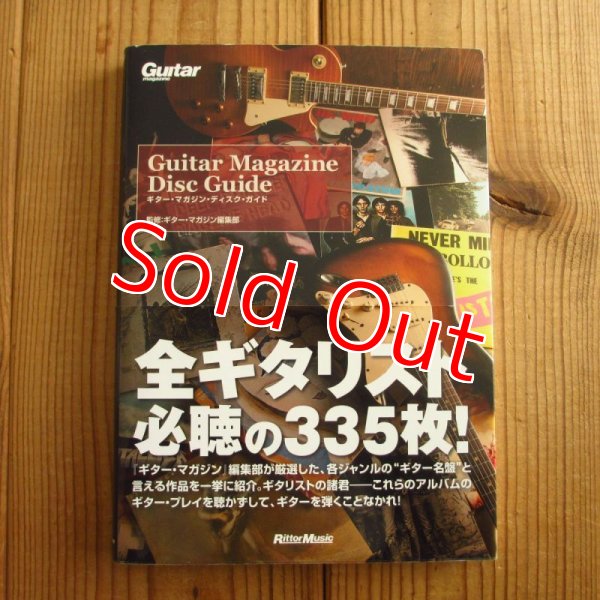 Guitar
magazine
Guitar Magazine
Disc Guide
ギター・マガジン・ディスク・ガイド
監修:ギター・マガジン編集部
NEVER MI
OLLO
E'S THE
Sold Out
全ギタリスト
必聴の335枚!
『ギター・マガジン』編集部が厳選した、各ジャンルの“ギター名盤”と
言える作品を一挙に紹介。ギタリストの諸君――これらのアルバムの
ギター・プレイを聴かずして、ギターを弾くことなかれ!
RittorMusic